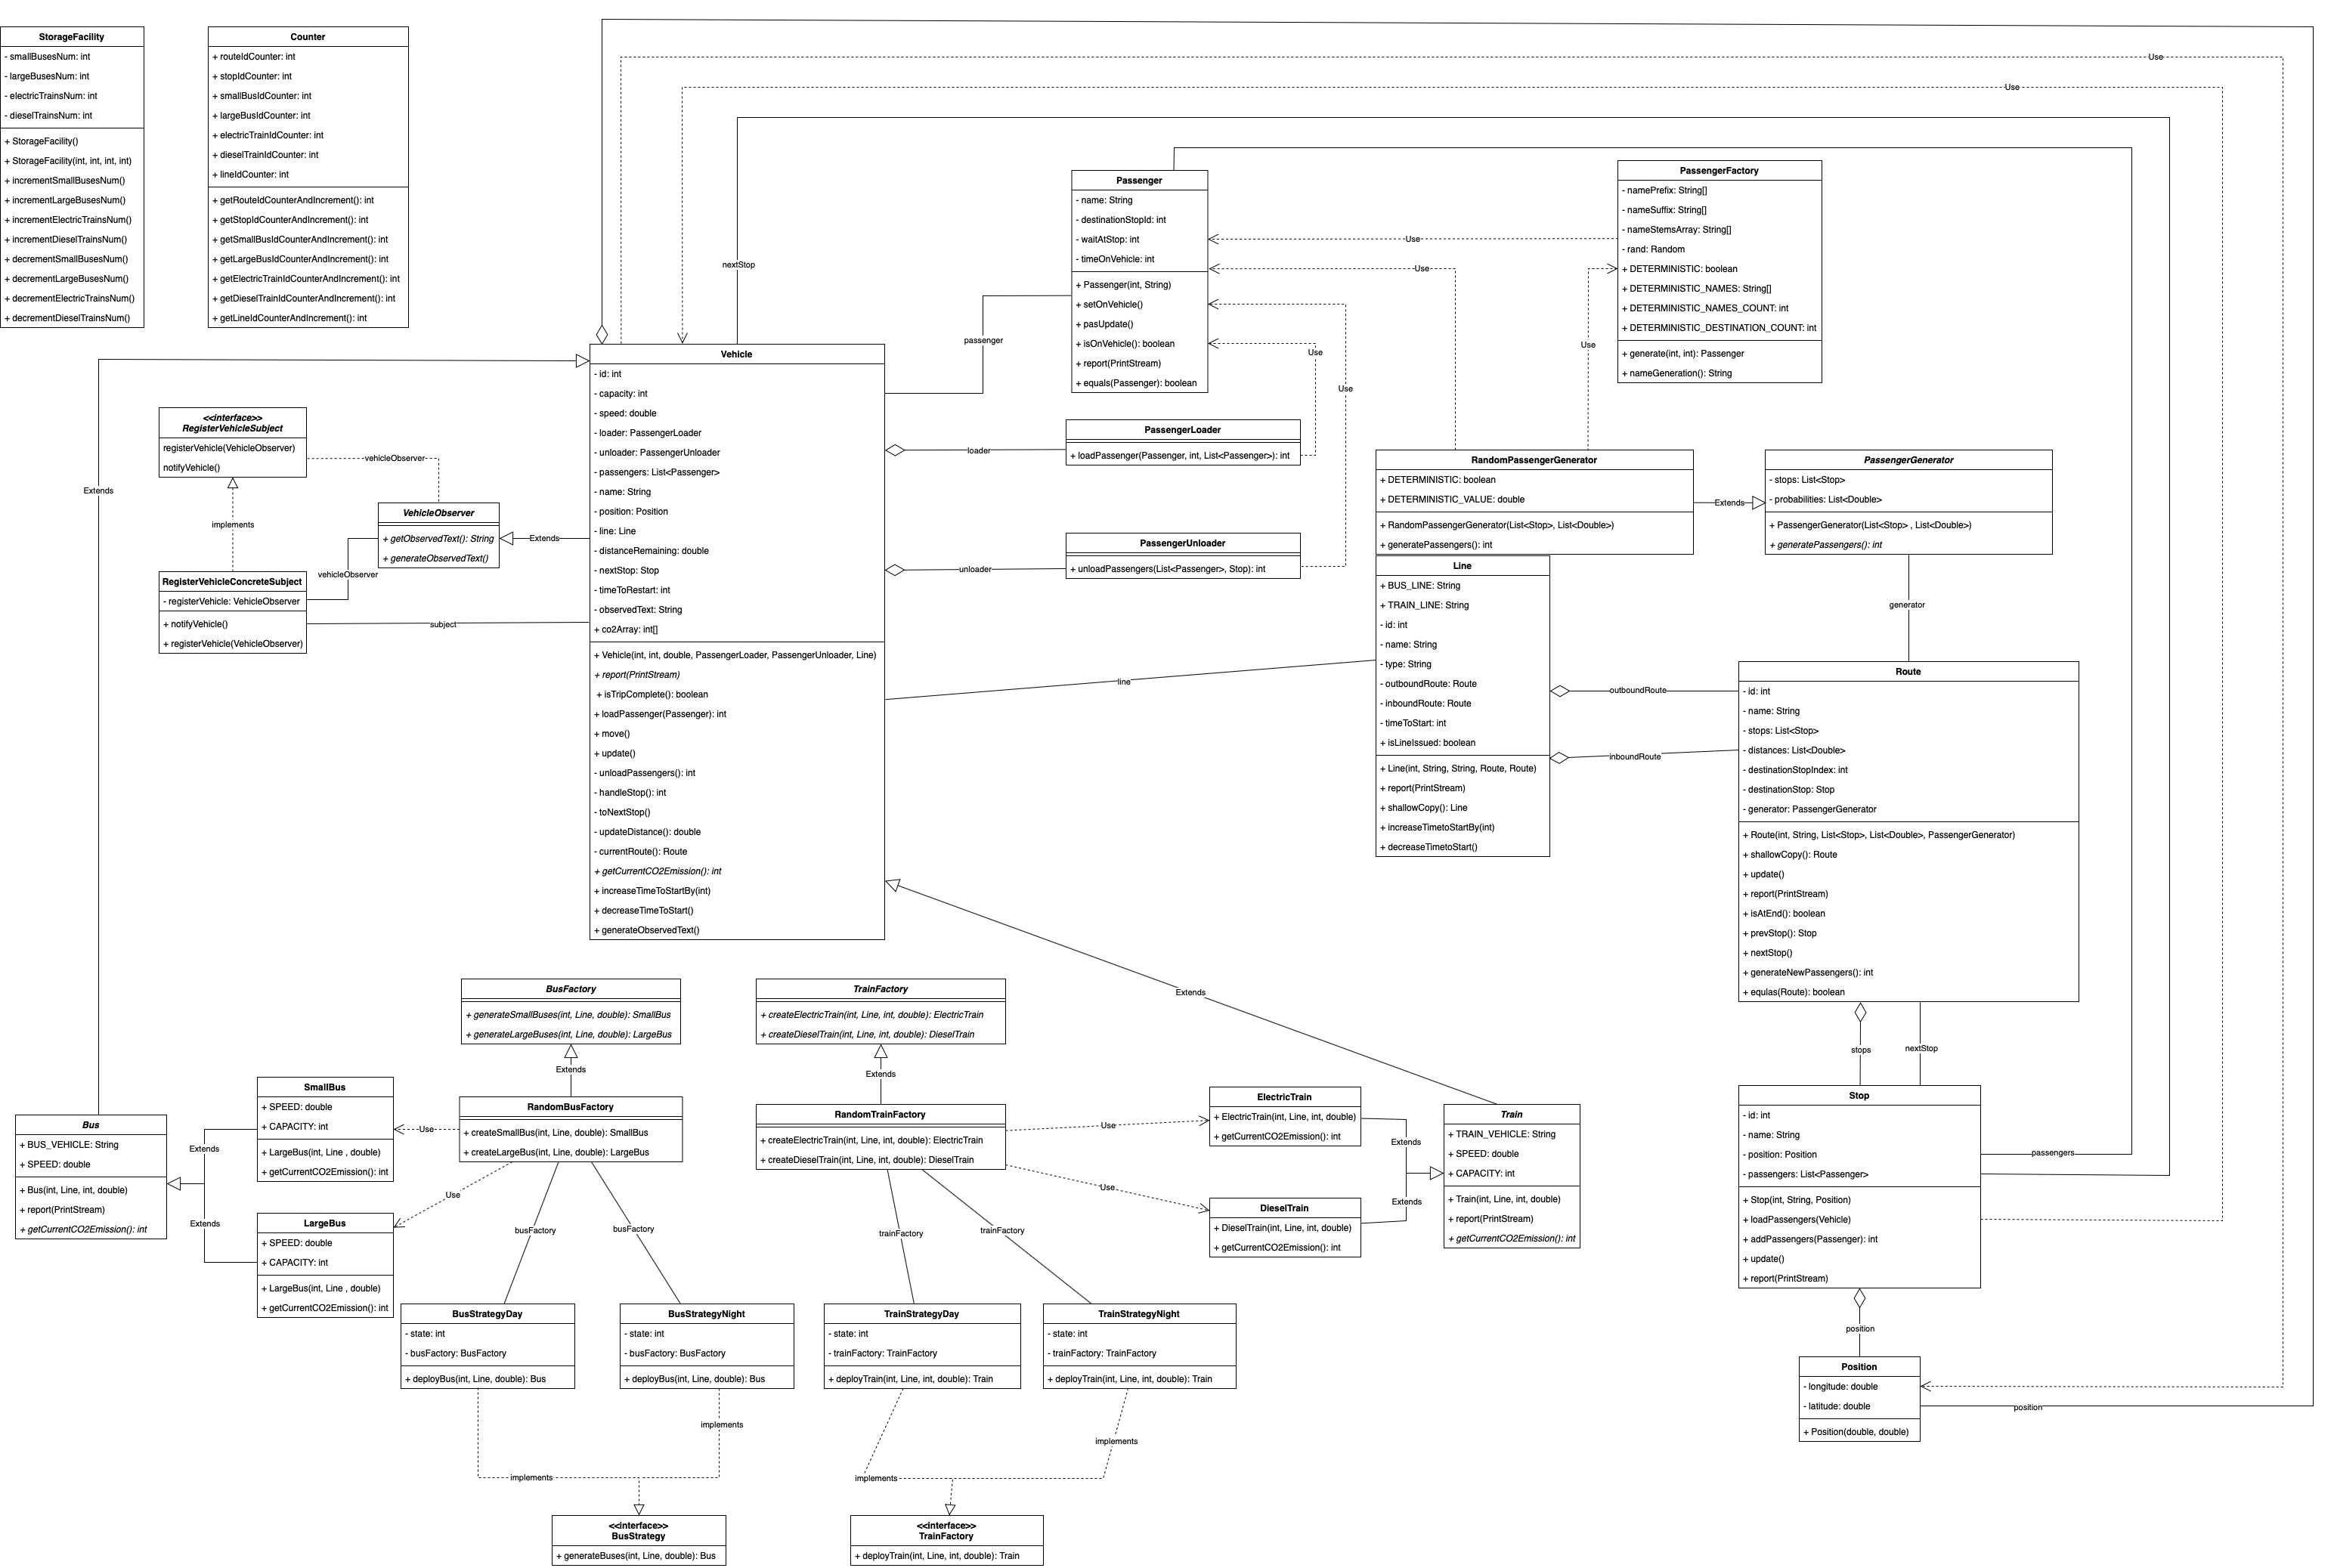 StorageFacility
- smallBusesNum: int
- largeBusesNum: int
- electricTrainsNum: int
- dieselTrainsNum: int
+ StorageFacility()
+ StorageFacility(int, int, int, int)
+ incrementSmallBusesNum()
+ incrementLargeBusesNum()
+ incrementElectricTrainsNum()
+ incrementDieselTrainsNum()
+ decrementSmallBusesNum()
+ decrementLargeBusesNum()
+ decrementElectricTrainsNum()
+ decrementDieselTrainsNum()
Counter
+ routeIdCounter: int
+ stopIdCounter: int
+ smallBusIdCounter: int
+ largeBusIdCounter: int
+ electricTrainIdCounter: int
+ dieselTrainIdCounter: int
+ lineIdCounter: int
+ getRouteIdCounterAndIncrement(): int
+ getStopIdCounterAndIncrement(): int
+ getSmallBusIdCounterAndIncrement(): int
+ getLargeBusIdCounterAndIncrement(): int
+ getElectricTrainIdCounterAndIncrement: int
+ getDieselTrainIdCounterAndIncrement(): int
+ getLineIdCounterAndIncrement(): int
Use
Use
nextStop
Passenger
- name: String
- destinationStopId: int
- waitAtStop: int
- timeOnVehicle: int
+ Passenger(int, String)
+ setOnVehicle()
+ pasUpdate()
+ isOnVehicle(): boolean
+ report(PrintStream)
+ equals(Passenger): boolean
Use
Use
Use
Use
Use
PassengerFactory
- namePrefix: String[]
- nameSuffix: String[]
- nameStemsArray: String[]
- rand: Random
+ DETERMINISTIC: boolean
+ DETERMINISTIC_NAMES: String[]
+ DETERMINISTIC_NAMES_COUNT: int
+ DETERMINISTIC_DESTINATION_COUNT: int
+ generate(int, int): Passenger
+ nameGeneration(): String
passenger
Extends
<<interface>>
RegisterVehicleSubject
registerVehicle(VehicleObserver)
notifyVehicle()
vehicleObserver
implements
VehicleObserver
+ getObservedText(): String
+ generateObservedText()
Extends
vehicleObserver
RegisterVehicleConcreteSubject
- registerVehicle: VehicleObserver
+ notifyVehicle()
+ registerVehicle(VehicleObserver)
subject
Vehicle
- id: int
- capacity: int
- speed: double
- loader: PassengerLoader
- unloader: PassengerUnloader
- passengers: List<Passenger>
- name: String
- position: Position
- line: Line
- distanceRemaining: double
- nextStop: Stop
- timeToRestart: int
- observedText: String
+ co2Array: int[]
+ Vehicle(int, int, double, PassengerLoader, PassengerUnloader, Line)
+ report(PrintStream)
+ isTripComplete(): boolean
+ loadPassenger(Passenger): int
+ move()
+ update()
- unloadPassengers(): int
- handleStop(): int
- toNextStop()
- updateDistance(): double
- currentRoute(): Route
+ getCurrentCO2Emission(): int
+ increaseTimeToStartBy(int)
+ decreaseTimeToStart()
+ generateObservedText()
loader
PassengerLoader
+ loadPassenger(Passenger, int, List<Passenger>): int
unloader
PassengerUnloader
+ unloadPassengers(List<Passenger>, Stop): int
line
RandomPassengerGenerator
+ DETERMINISTIC: boolean
+ DETERMINISTIC_VALUE: double
+ RandomPassengerGenerator(List<Stop>, List<Double>)
+ generatePassengers(): int
Extends
PassengerGenerator
- stops: List<Stop>
- probabilities: List<Double>
+ PassengerGenerator(List<Stop> , List<Double>)
+ generatePassengers(): int
generator
Line
+ BUS_LINE: String
+ TRAIN_LINE: String
- id: int
- name: String
- type: String
- outboundRoute: Route
- inboundRoute: Route
- timeToStart: int
+ isLineIssued: boolean
+ Line(int, String, String, Route, Route)
+ report(PrintStream)
+ shallowCopy(): Line
+ increaseTimetoStartBy(int)
+ decreaseTimetoStart()
outboundRoute
inboundRoute
Route
- id: int
- name: String
- stops: List<Stop>
- distances: List<Double>
- destinationStopIndex: int
- destinationStop: Stop
- generator: PassengerGenerator
+ Route(int, String, List<Stop>, List<Double>, PassengerGenerator)
+ shallowCopy(): Route
+ update()
+ report(PrintStream)
+ isAtEnd(): boolean
+ prevStop(): Stop
+ nextStop()
+ generateNewPassengers(): int
+ equlas(Route): boolean
stops
nextStop
Stop
- id: int
- name: String
- position: Position
- passengers: List<Passenger>
+ Stop(int, String, Position)
+ loadPassengers(Vehicle)
+ addPassengers(Passenger): int
+ update()
+ report(PrintStream)
passengers
position
Position
- longitude: double
- latitude: double
+ Position(double, double)
position
BusFactory
+ generateSmallBuses(int, Line, double): SmallBus
+ generateLargeBuses(int, Line, double): LargeBus
Extends
TrainFactory
+ createElectricTrain(int, Line, int, double): ElectricTrain
+ createDieselTrain(int, Line, int, double): DieselTrain
Extends
Extends
Bus
+ BUS_VEHICLE: String
+ SPEED: double
+ Bus(int, Line, int, double)
+ report(PrintStream)
+ getCurrentCO2Emission(): int
Extends
Extends
SmallBus
+ SPEED: double
+ CAPACITY: int
+ LargeBus(int, Line , double)
+ getCurrentCO2Emission(): int
LargeBus
+ SPEED: double
+ CAPACITY: int
+ LargeBus(int, Line , double)
+ getCurrentCO2Emission(): int
Use
Use
RandomBusFactory
+ createSmallBus(int, Line, double): SmallBus
+ createLargeBus(int, Line, double): LargeBus
busFactory
busFactory
RandomTrainFactory
+ createElectricTrain(int, Line, int, double): ElectricTrain
+ createDieselTrain(int, Line, int, double): DieselTrain
Use
Use
trainFactory
trainFactory
ElectricTrain
+ ElectricTrain(int, Line, int, double)
+ getCurrentCO2Emission(): int
DieselTrain
+ DieselTrain(int, Line, int, double)
+ getCurrentCO2Emission(): int
Extends
Extends
Train
+ TRAIN_VEHICLE: String
+ SPEED: double
+ CAPACITY: int
+ Train(int, Line, int, double)
+ report(PrintStream)
+ getCurrentCO2Emission(): int
BusStrategyDay
- state: int
- busFactory: BusFactory
+ deployBus(int, Line, double): Bus
BusStrategyNight
- state: int
- busFactory: BusFactory
+ deployBus(int, Line, double): Bus
TrainStrategyDay
- state: int
- trainFactory: TrainFactory
+ deployTrain(int, Line, int, double): Train
TrainStrategyNight
- state: int
- trainFactory: TrainFactory
+ deployTrain(int, Line, int, double): Train
implements
implements
implements
implements
<<interface>>
BusStrategy
+ generateBuses(int, Line, double): Bus
<<interface>>
TrainFactory
+ deployTrain(int, Line, int, double): Train